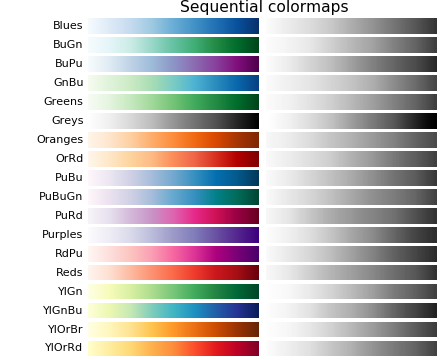 Sequential colormaps
Blues
BuGn
BuPu
GnBu
Greens
Greys
Oranges
OrRd
PuBu
PuBuGn
PuRd
Purples
RdPu
Reds
YlGn
YlGnBu
YlOrBr
YlOrRd